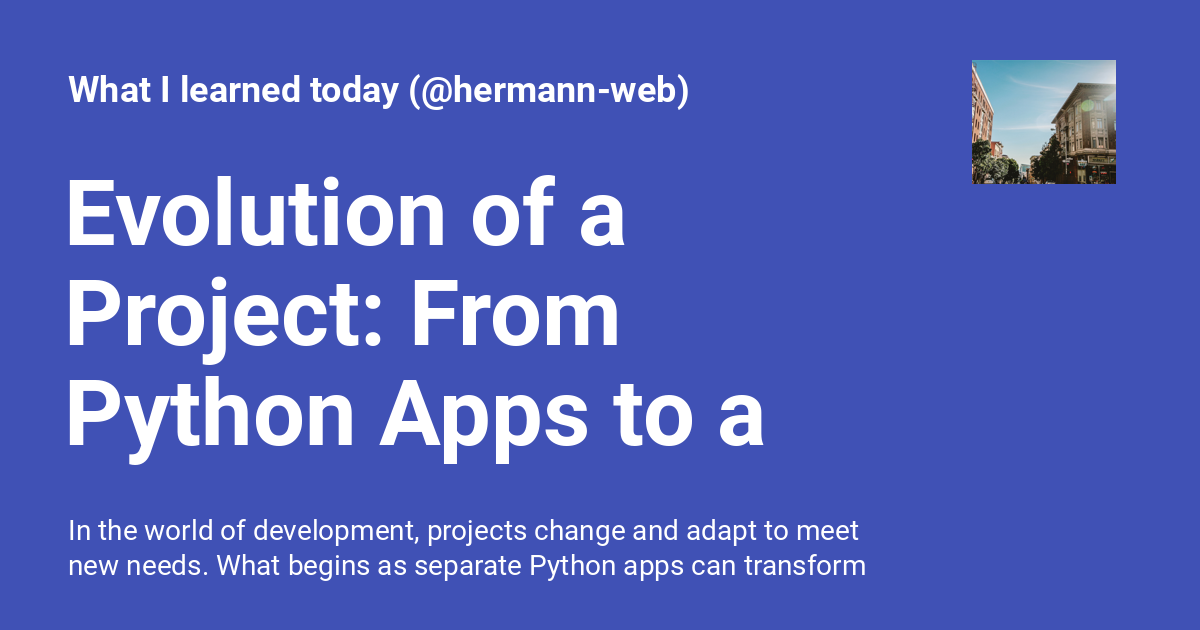 What I learned today (@hermann-web)
Evolution of a
Project: From
Python Apps to a
In the world of development, projects change and adapt to meet
new needs. What begins as separate Python apps can transform